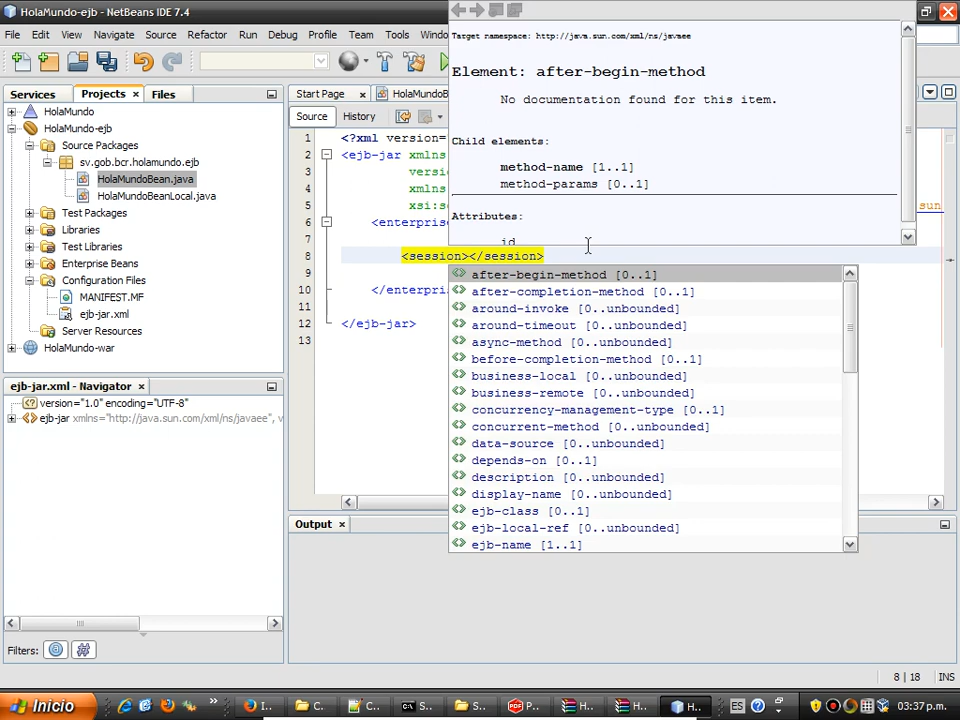 HolaMundo-ejb - NetBeans IDE 7.4
File Edit View Navigate Source Refactor Run Debug Profile Team Tools Windo
Services Projects × Files
HolaMundo
HolaMundo-ejb
Source Packages
sv.gob.bcr.holamundo.ejb
HolaMundoBean.java
HolaMundoBeanLocal.java
Test Packages
Libraries
Test Libraries
Enterprise Beans
Configuration Files
MANIFEST.MF
ejb-jar.xml
Server Resources
HolaMundo-war
ejb-jar.xml - Navigator ×
version="1.0" encoding="UTF-8"
ejb-jar xmlns="http://java.sun.com/xml/ns/javaee", v
Filters:
Start Page × HolaMundoB
Source History
1 <?xml version=
2 <ejb-jar xmlns
3 versio
4 xmlns
5 xsi:s sun
6 <enterpris
7
8 <session></session>
9
10 </enterpri
11
12 </ejb-jar>
13
Target namespace: http://java.sun.com/xml/ns/javaee
Element: after-begin-method
No documentation found for this item.
Child elements:
method-name [1..1]
method-params [0..1]
Attributes:
id
after-begin-method [0..1]
after-completion-method [0..1]
around-invoke [0..unbounded]
around-timeout [0..unbounded]
async-method [0..unbounded]
before-completion-method [0..1]
business-local [0..unbounded]
business-remote [0..unbounded]
concurrency-management-type [0..1]
concurrent-method [0..unbounded]
data-source [0..unbounded]
depends-on [0..1]
description [0..unbounded]
display-name [0..unbounded]
ejb-class [0..1]
ejb-local-ref [0..unbounded]
ejb-name [1..1]
Output ×
8 | 18 INS
Inicio » I... C... C... S... S... P... H... H... H... ES 03:37 p.m.